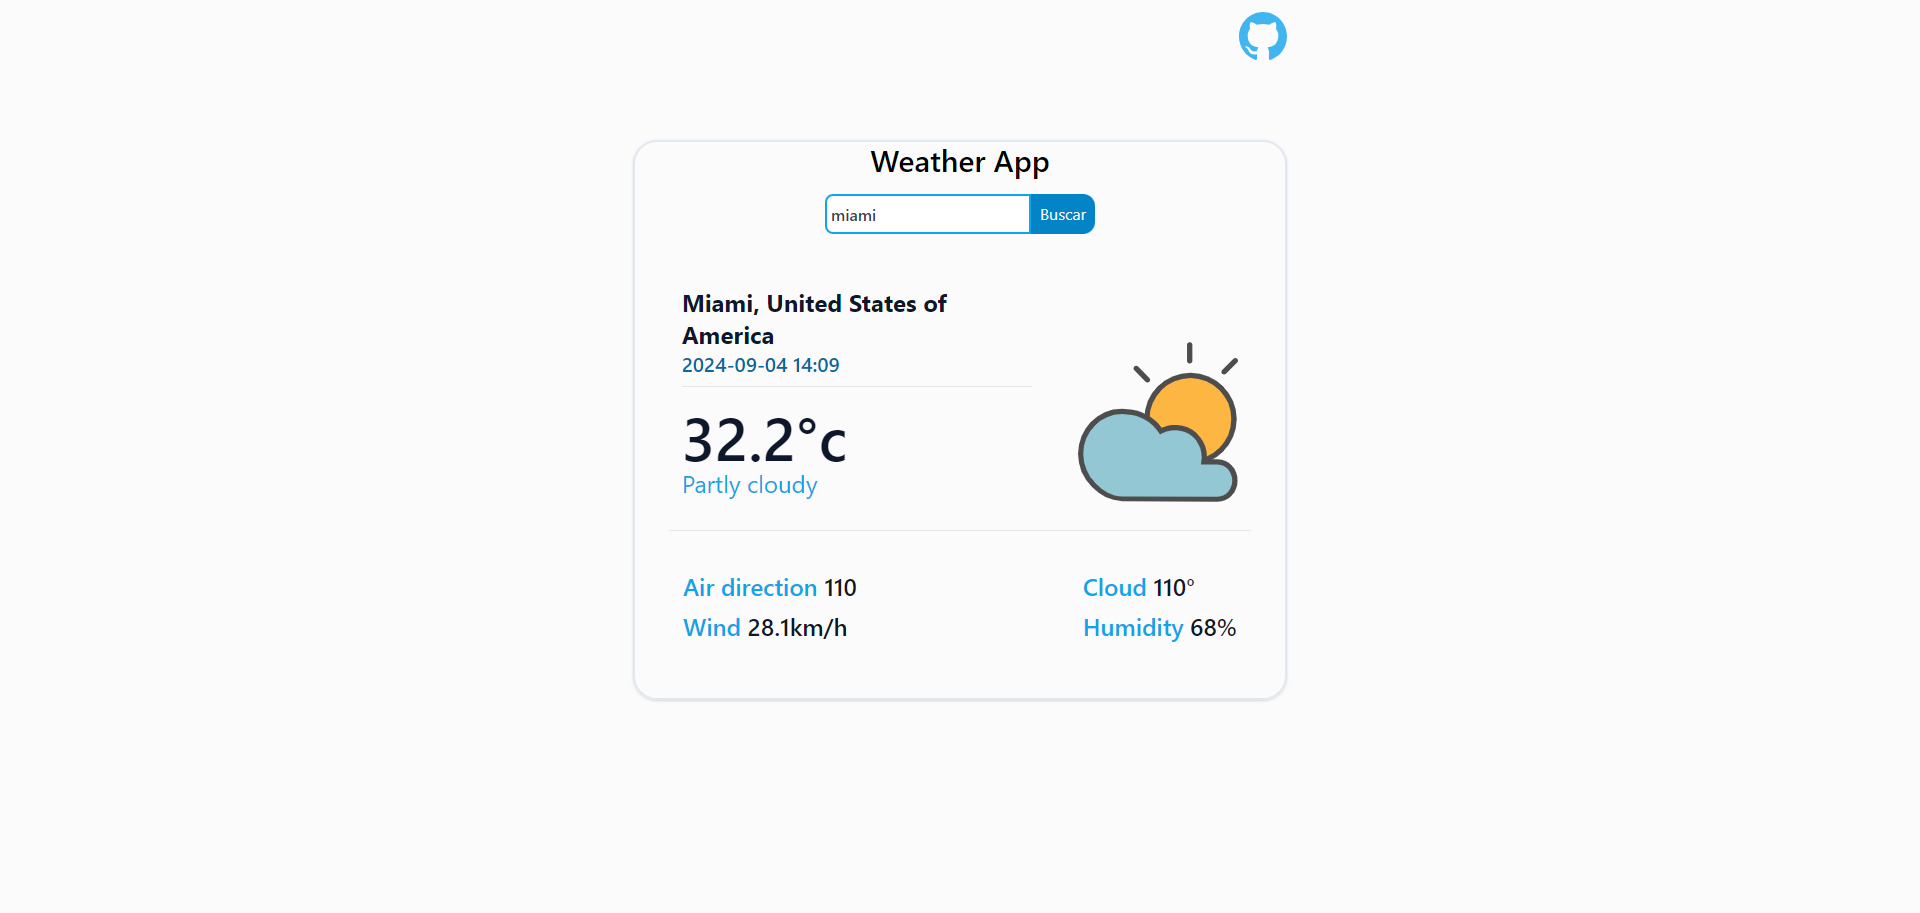 Weather App
miami
Buscar
Miami, United States of
America
2024-09-04 14:09
32.2°c
Partly cloudy
Air direction 110
Cloud 110°
Wind 28.1km/h
Humidity 68%